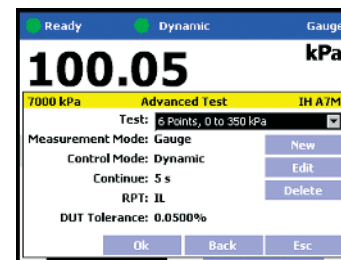 Ready Dynamic Gauge
kPa
100.05
7000 kPa Advanced Test IH A7M
Test: 6 Points, 0 to 350 kPa
Measurement Mode: Gauge
New
Control Mode: Dynamic
Edit
Continue: 5 s
Delete
RPT: IL
DUT Tolerance: 0.0500%
Ok Back Esc